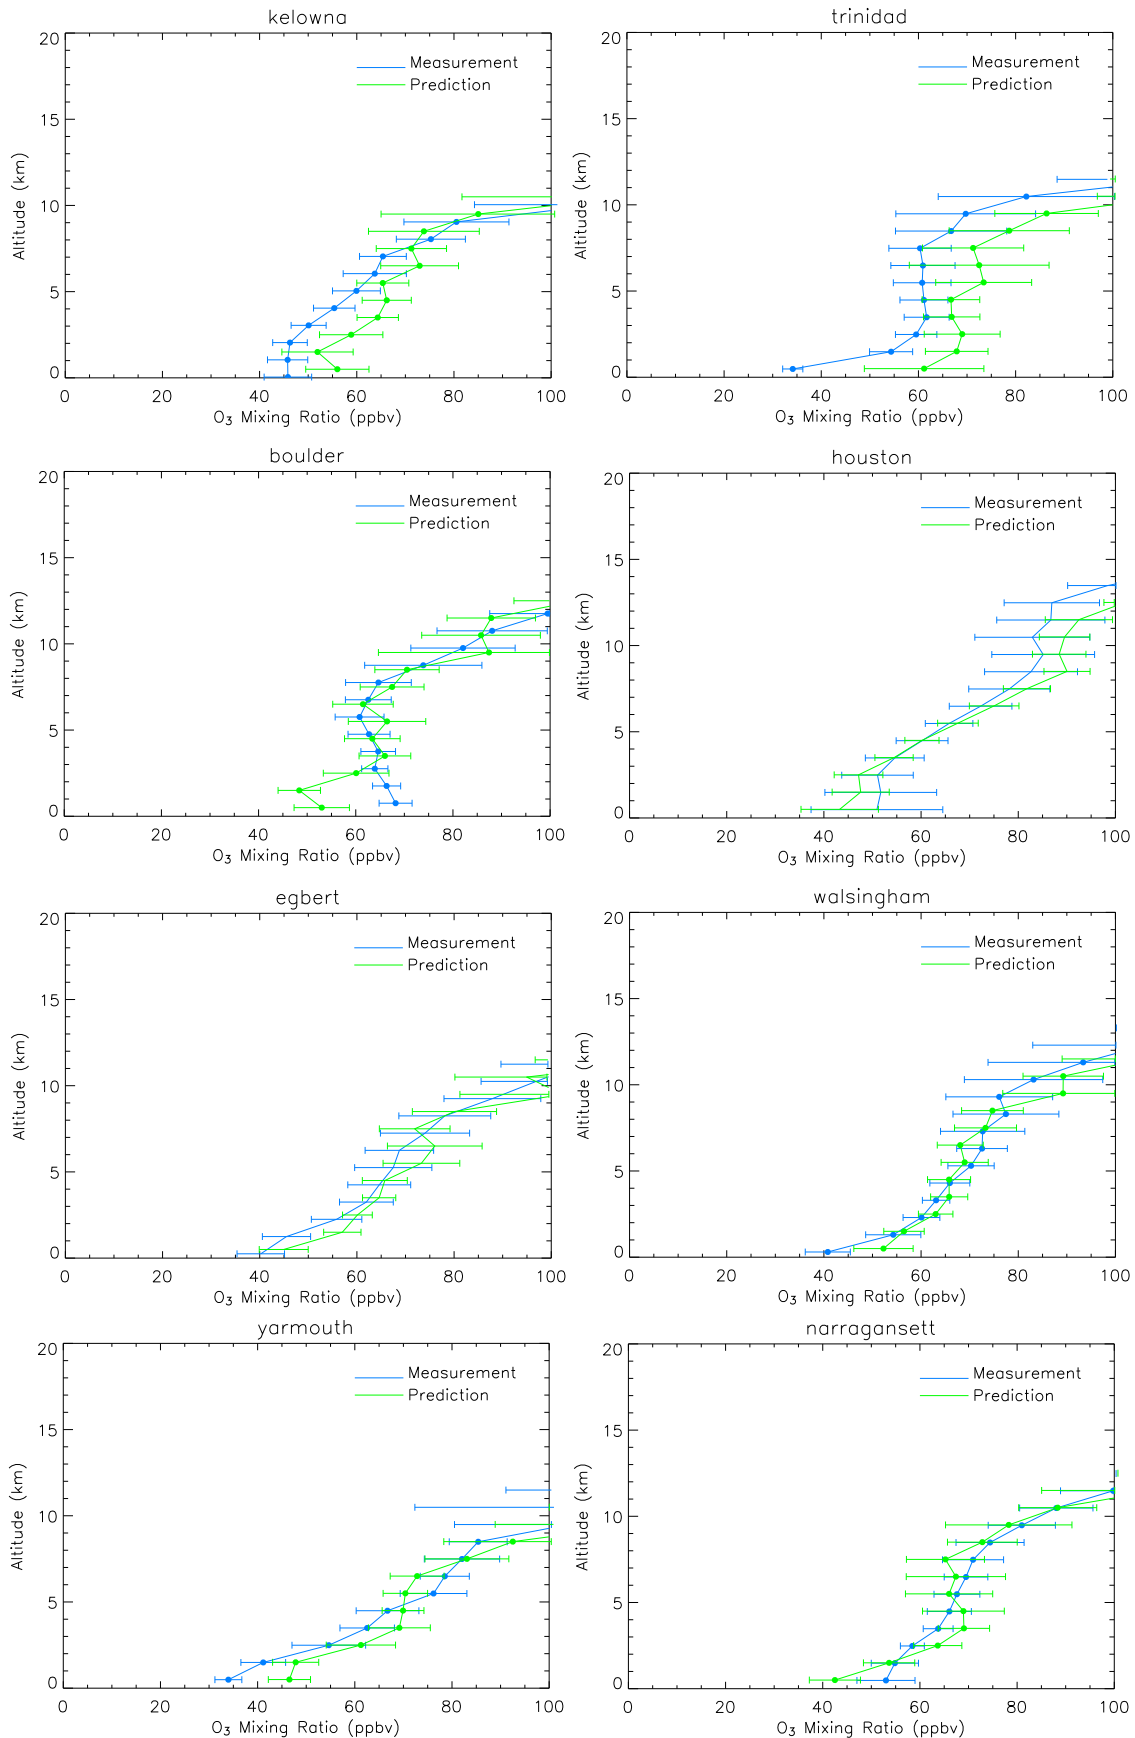 kelowna
20
15
10
5
0
Altitude (km)
Measurement
Prediction
0 20 40 60 80 100
O3 Mixing Ratio (ppbv)
trinidad
20
15
10
5
0
Altitude (km)
Measurement
Prediction
0 20 40 60 80 100
O3 Mixing Ratio (ppbv)
boulder
20
15
10
5
0
Altitude (km)
Measurement
Prediction
0 20 40 60 80 100
O3 Mixing Ratio (ppbv)
houston
20
15
10
5
0
Altitude (km)
Measurement
Prediction
0 20 40 60 80 100
O3 Mixing Ratio (ppbv)
egbert
20
15
10
5
0
Altitude (km)
Measurement
Prediction
0 20 40 60 80 100
O3 Mixing Ratio (ppbv)
walsingham
20
15
10
5
0
Altitude (km)
Measurement
Prediction
0 20 40 60 80 100
O3 Mixing Ratio (ppbv)
yarmouth
20
15
10
5
0
Altitude (km)
Measurement
Prediction
0 20 40 60 80 100
O3 Mixing Ratio (ppbv)
narragansett
20
15
10
5
0
Altitude (km)
Measurement
Prediction
0 20 40 60 80 100
O3 Mixing Ratio (ppbv)